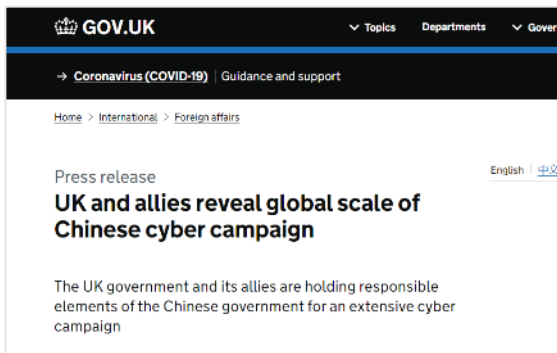 GOV.UK
Topics Departments
→ Coronavirus (COVID-19) | Guidance and support
Home > International > Foreign affairs
English 中文
Press release
UK and allies reveal global scale of
Chinese cyber campaign
The UK government and its allies are holding responsible
elements of the Chinese government for an extensive cyber
campaign